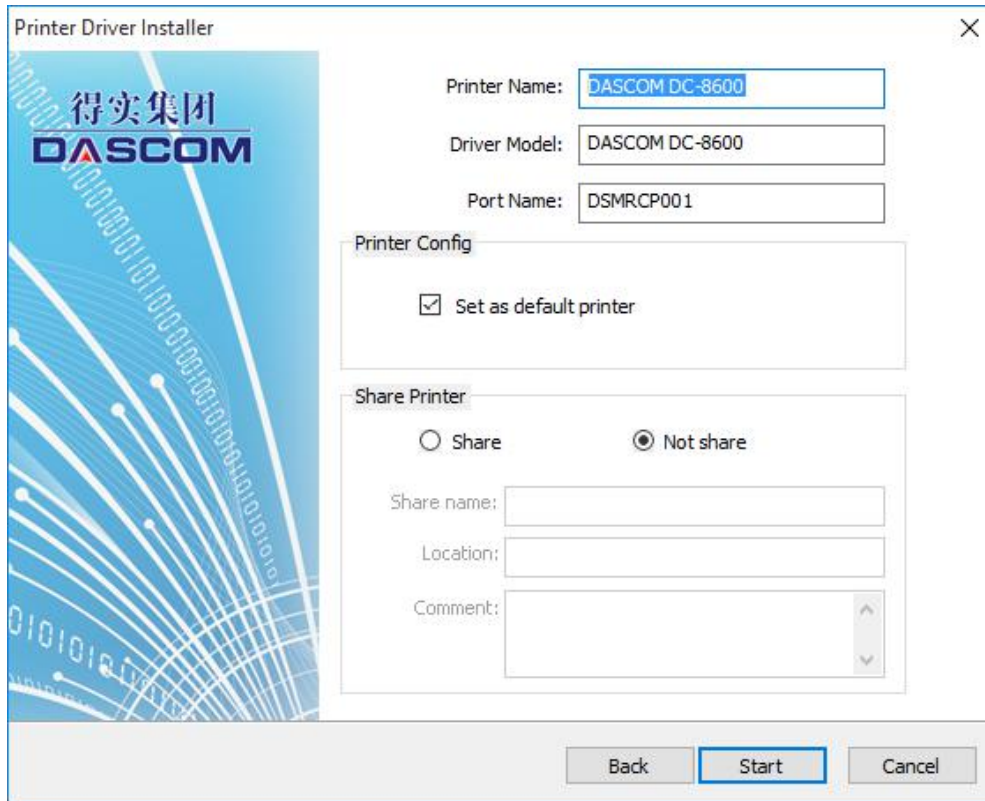 Printer Driver Installer
得实集团
DASCOM
Printer Name: DASCOM DC-8600
Driver Model: DASCOM DC-8600
Port Name: DSMRCP001
Printer Config
Set as default printer
Share Printer
Share Not share
Share name:
Location:
Comment:
Back Start Cancel